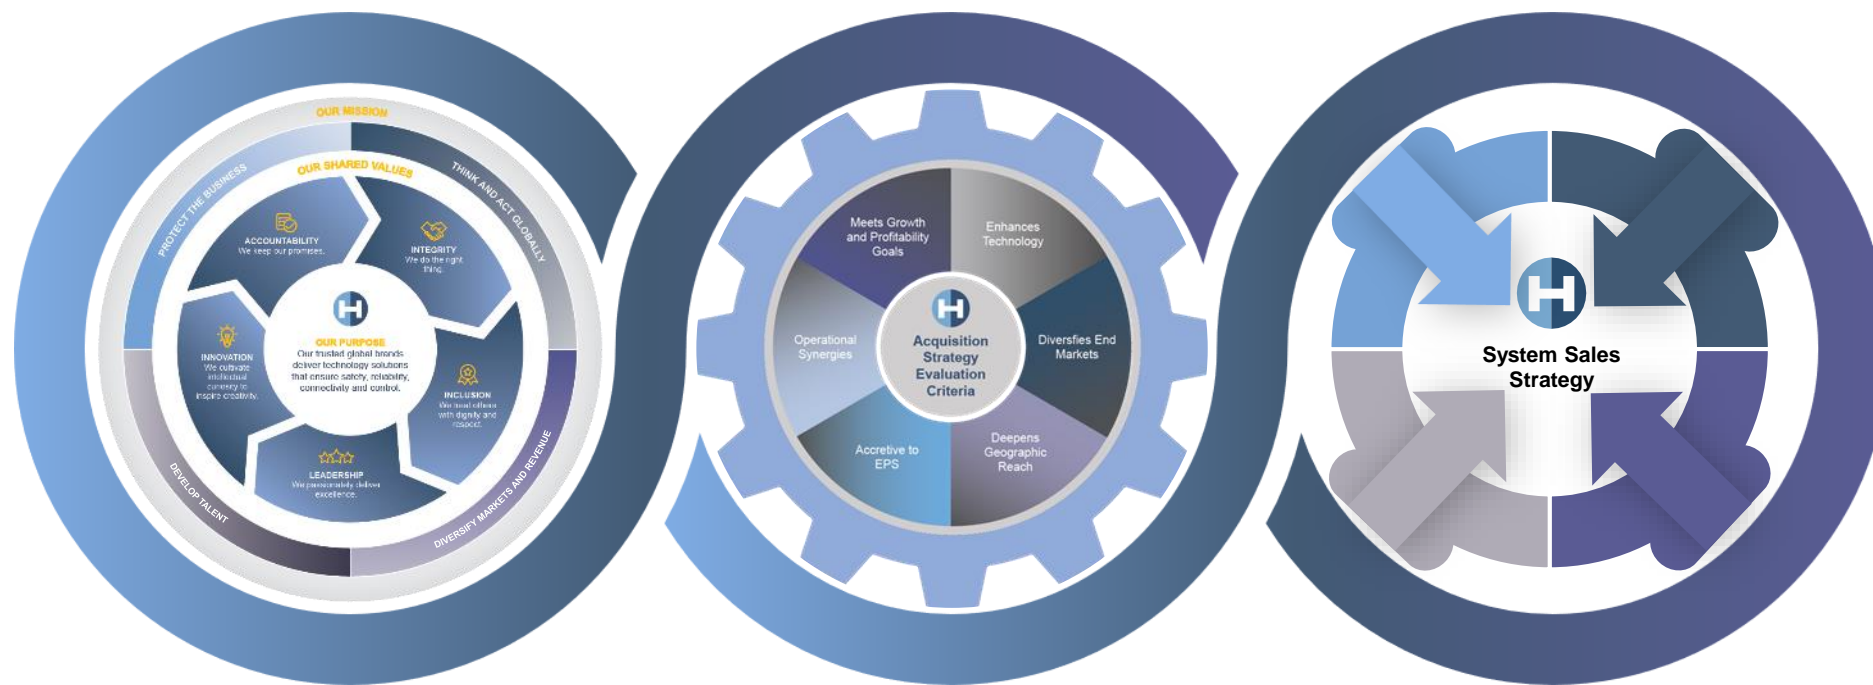 OUR MISSION
PROTECT THE BUSINESS
THINK AND ACT GLOBALLY
DIVERSIFY MARKETS AND REVENUE
DEVELOP TALENT
OUR SHARED VALUES
ACCOUNTABILITY
We keep our promises.
INTEGRITY
We do the right
thing.
INCLUSION
We treat others
with dignity and
respect.
LEADERSHIP
We passionately deliver
excellence.
INNOVATION
We cultivate
intellectual
curiosity to
inspire creativity.
H
OUR PURPOSE
Our trusted global brands
deliver technology solutions
that ensure safety, reliability,
connectivity and control.
Meets Growth
and Profitability
Goals
Enhances
Technology
Diversfies End
Markets
Deepens
Geographic
Reach
Accretive to
EPS
Operational
Synergies
H
Acquisition
Strategy
Evaluation
Criteria
H
System Sales
Strategy